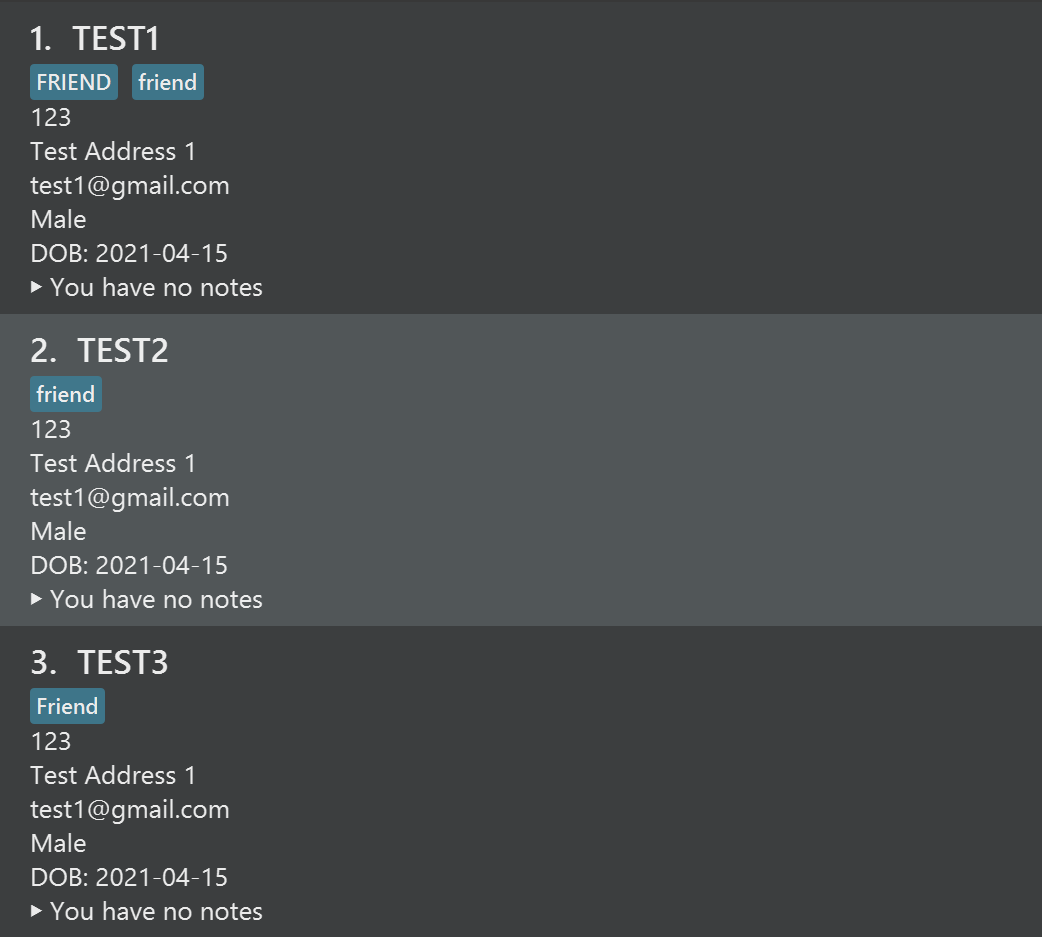 1. TEST1
FRIEND friend
123
Test Address 1
test1@gmail.com
Male
DOB: 2021-04-15
You have no notes
2. TEST2
friend
123
Test Address 1
test1@gmail.com
Male
DOB: 2021-04-15
You have no notes
3. TEST3
Friend
123
Test Address 1
test1@gmail.com
Male
DOB: 2021-04-15
You have no notes